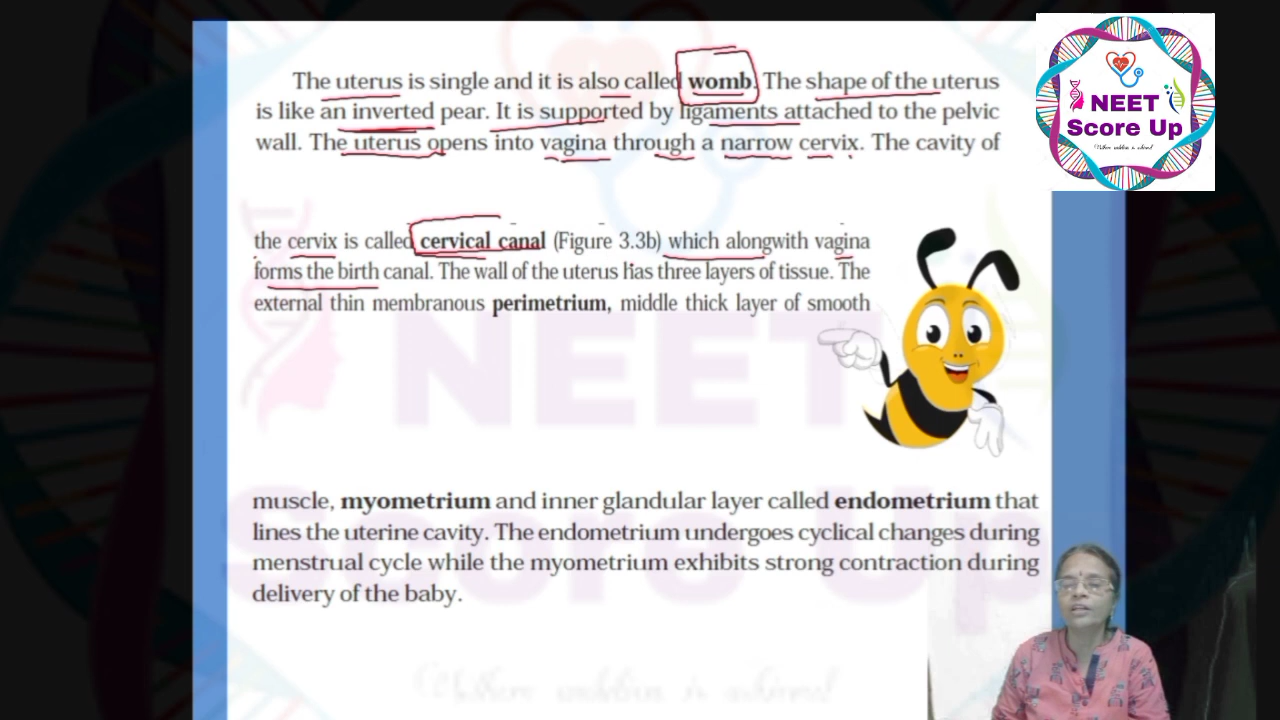 The uterus is single and it is also called womb. The shape of the uterus
is like an inverted pear. It is supported by ligaments attached to the pelvic
wall. The uterus opens into vagina through a narrow cervix. The cavity of
the cervix is called cervical canal (Figure 3.3b) which alongwith vagina
forms the birth canal. The wall of the uterus has three layers of tissue. The
external thin membranous perimetrium, middle thick layer of smooth
muscle, myometrium and inner glandular layer called endometrium that
lines the uterine cavity. The endometrium undergoes cyclical changes during
menstrual cycle while the myometrium exhibits strong contraction during
delivery of the baby.
NEET
Score Up
NEET
Score Up